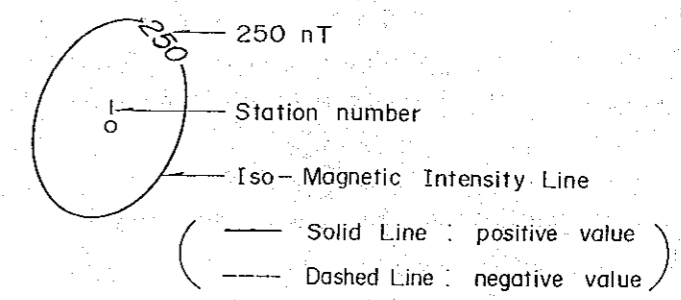 250 250 nT
1 Station number
Iso-Magnetic Intensity Line
Solid Line : positive value
Dashed Line : negative value